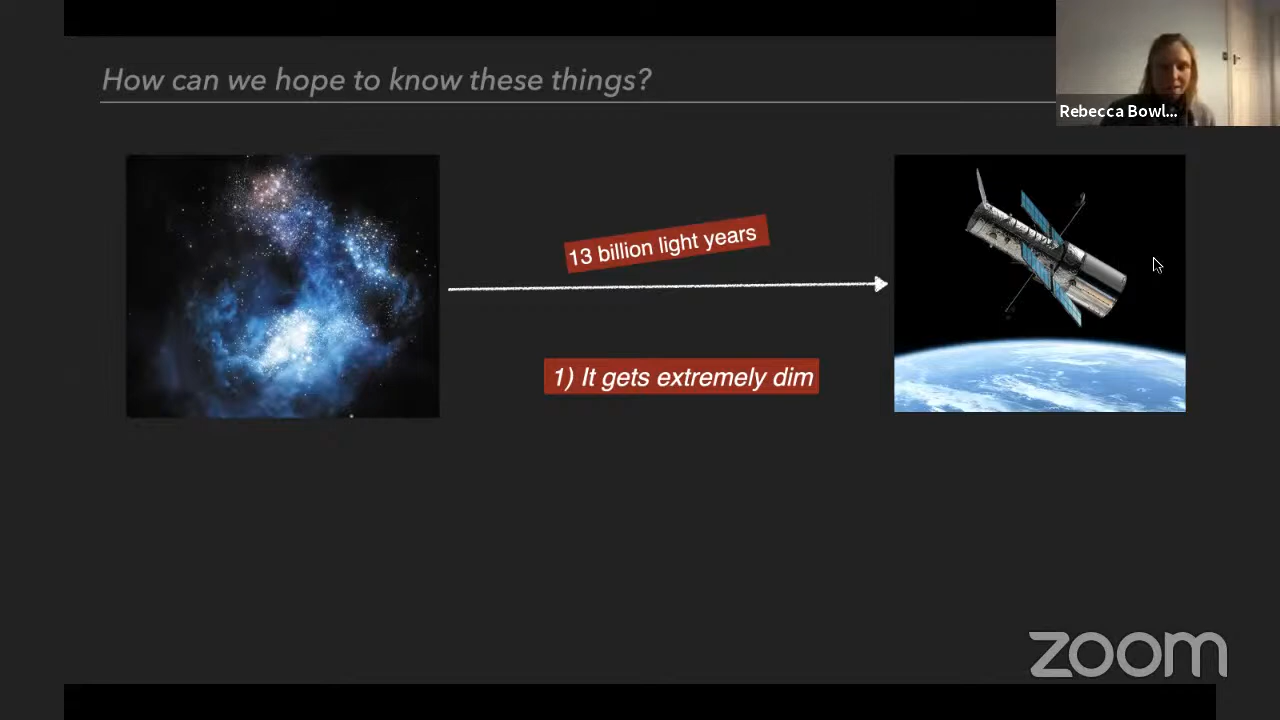 How can we hope to know these things?
Rebecca Bowl...
13 billion light years
1) It gets extremely dim
zoom